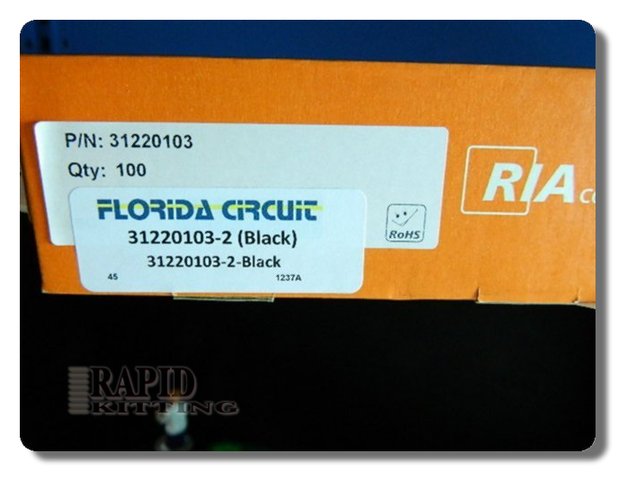 P/N: 31220103
Qty: 100
RIA
FLORIDA CIRCUIT
31220103-2 (Black)
RoHS
31220103-2-Black
45 1237A
RAPID
KITTING